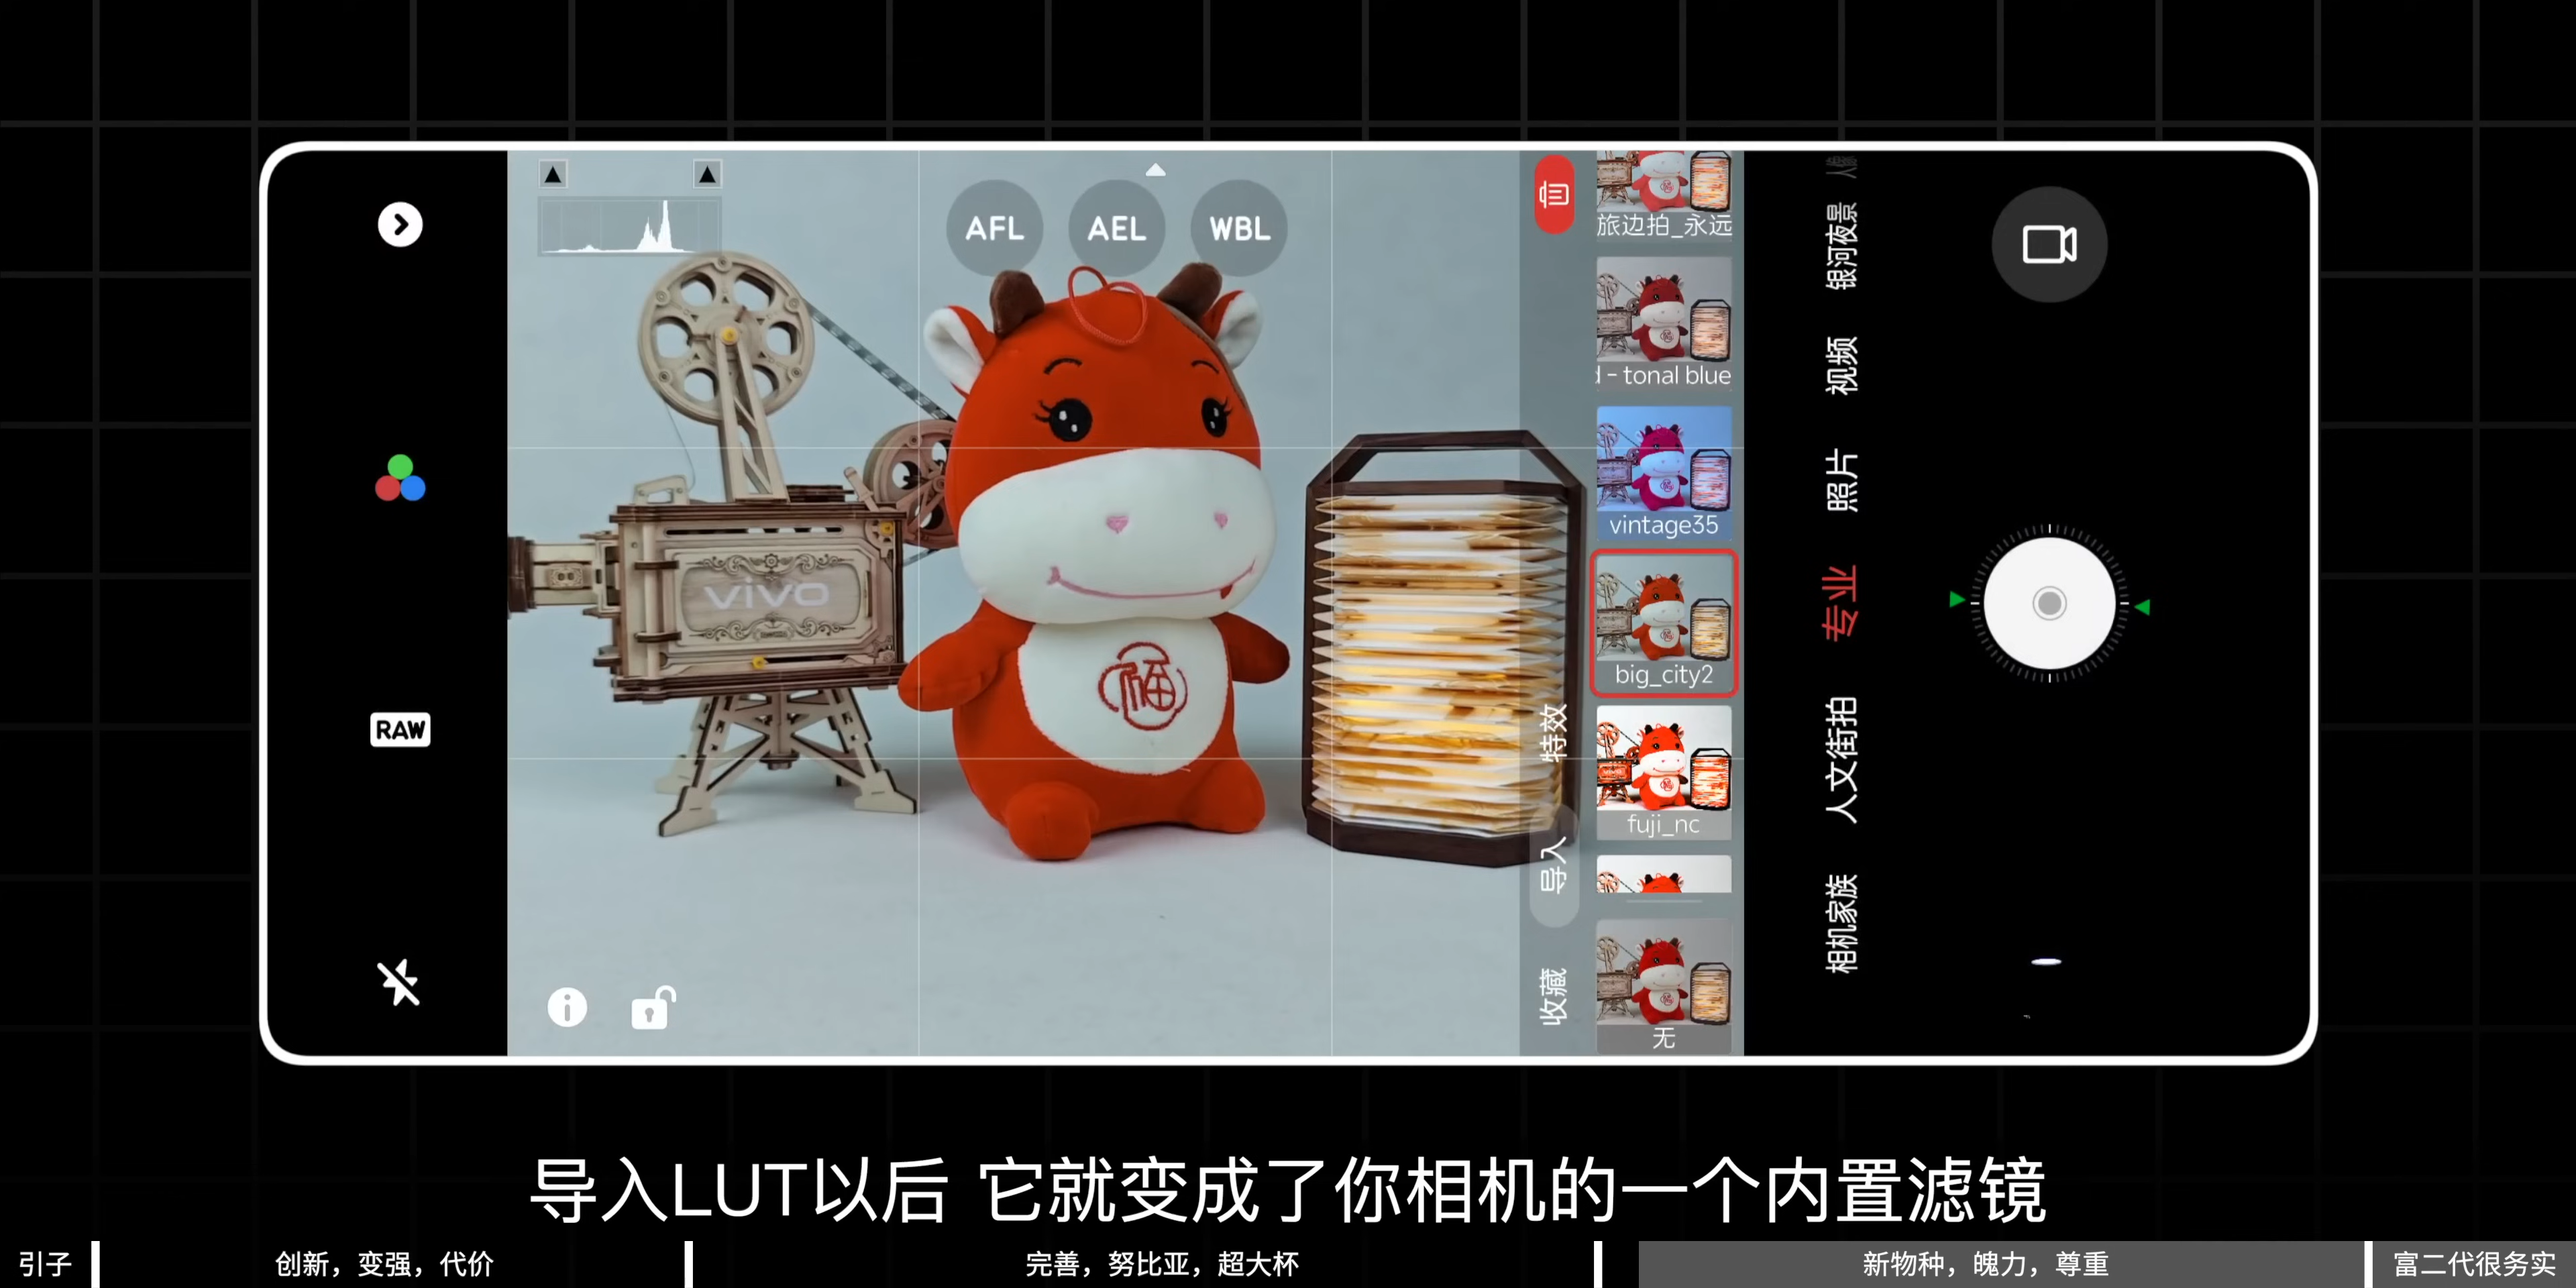 AFL
AEL
WBL
旅边拍_永远
d - tonal blue
vintage35
big_city2
fuji_nc
无
特效
导入
收藏
银河夜景
视频
照片
专业
人文街拍
相机家族
RAW
vivo
福
导入LUT以后 它就变成了你相机的一个内置滤镜
引子
创新，变强，代价
完善，努比亚，超大杯
新物种，魄力，尊重
富二代很务实